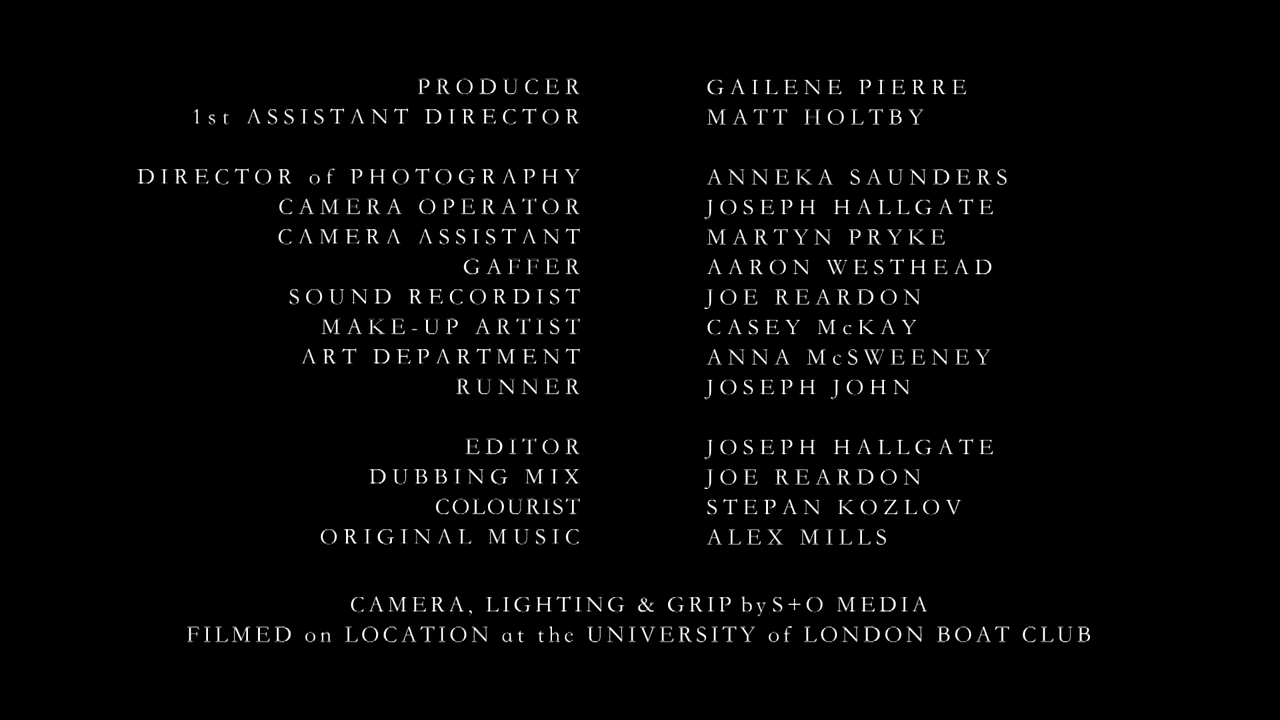 PRODUCER GAILENE PIERRE
1st ASSISTANT DIRECTOR MATT HOLTBY
DIRECTOR of PHOTOGRAPHY ANNEKA SAUNDERS
CAMERA OPERATOR JOSEPH HALLGATE
CAMERA ASSISTANT MARTYN PRYKE
GAFFER AARON WESTHEAD
SOUND RECORDIST JOE REARDON
MAKE-UP ARTIST CASEY McKAY
ART DEPARTMENT ANNA McSWEENEY
RUNNER JOSEPH JOHN
EDITOR JOSEPH HALLGATE
DUBBING MIX JOE REARDON
COLOURIST STEPAN KOZLOV
ORIGINAL MUSIC ALEX MILLS
CAMERA, LIGHTING & GRIP by S+O MEDIA
FILMED on LOCATION at the UNIVERSITY of LONDON BOAT CLUB